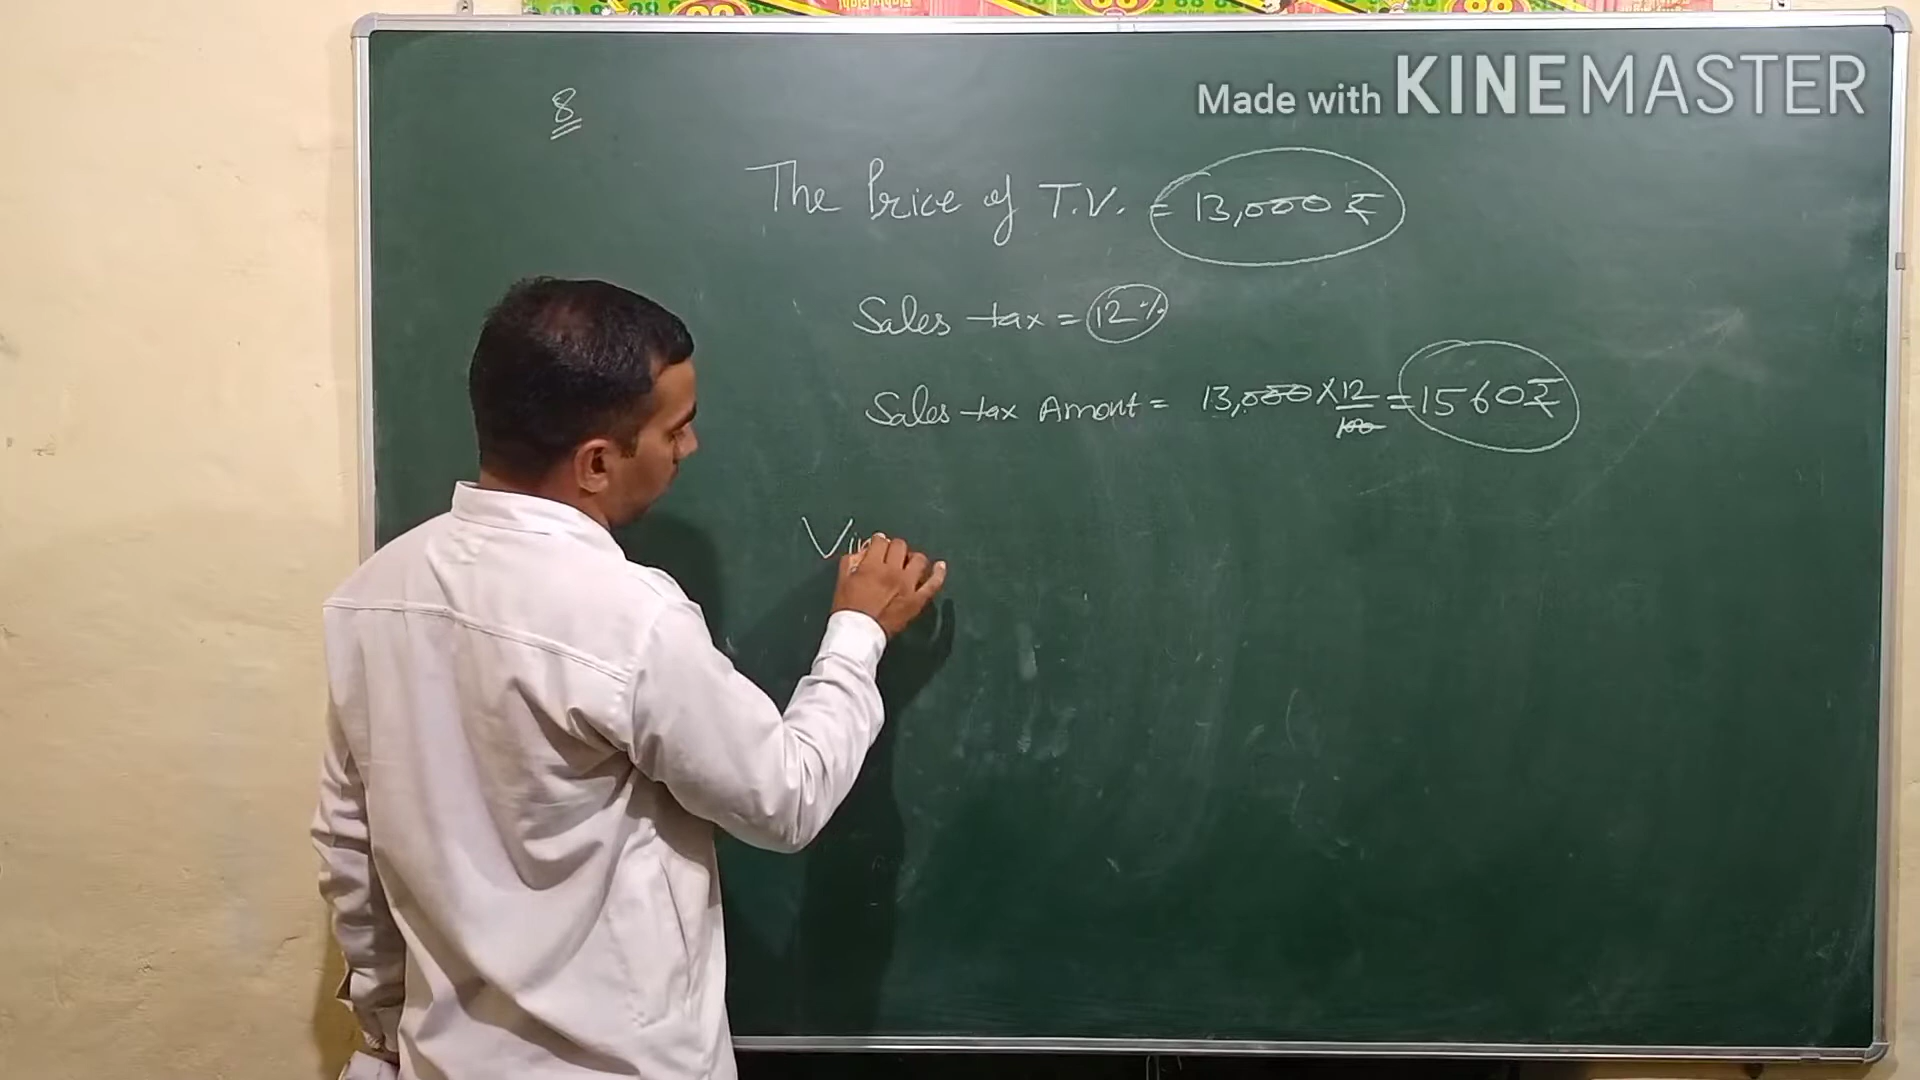 Made with KINEMASTER
8
The Price of T.V. = 13,000 ₹
Sales tax = 12%
Sales tax Amont = 13,000 × 12/100 = 1560₹